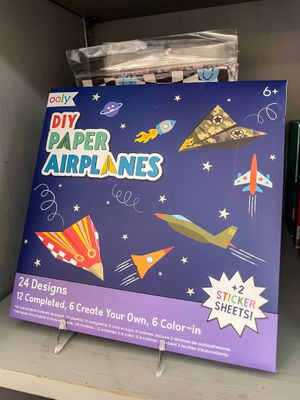 ooly
6+
DIY
PAPER
AIRPLANES
+2
STICKER
SHEETS!
24 Designs
12 Completed, 6 Create Your Own, 6 Color-in